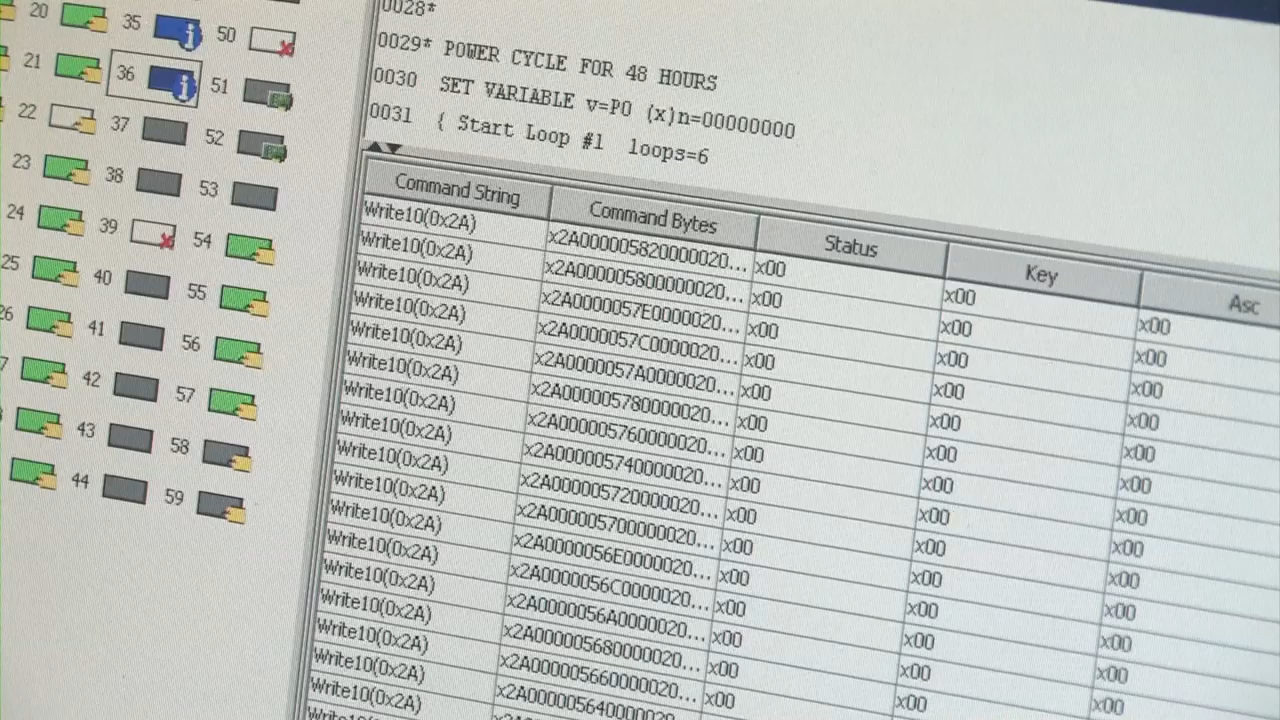 0028*
0029* POWER CYCLE FOR 48 HOURS
0030 SET VARIABLE v=P0 (x)n=00000000
0031 { Start Loop #1 loops=6
20 35 50
21 36 51
22 37 52
23 38 53
24 39 54
25 40 55
26 41 56
7 42 57
43 58
44 59
Command String Command Bytes Status Key Asc
Write10(0x2A) x2A000005820000020... x00 x00 x00
Write10(0x2A) x2A000005800000020... x00 x00 x00
Write10(0x2A) x2A0000057E0000020... x00 x00 x00
Write10(0x2A) x2A0000057C0000020... x00 x00 x00
Write10(0x2A) x2A0000057A0000020... x00 x00 x00
Write10(0x2A) x2A000005780000020... x00 x00 x00
Write10(0x2A) x2A000005760000020... x00 x00 x00
Write10(0x2A) x2A000005740000020... x00 x00 x00
Write10(0x2A) x2A000005720000020... x00 x00 x00
Write10(0x2A) x2A000005700000020... x00 x00 x00
Write10(0x2A) x2A0000056E0000020... x00 x00 x00
Write10(0x2A) x2A0000056C0000020... x00 x00 x00
Write10(0x2A) x2A0000056A0000020... x00 x00 x00
Write10(0x2A) x2A000005680000020... x00 x00 x00
Write10(0x2A) x2A000005660000020... x00 x00
Write10(0x2A) x2A000005640000020...
Write10(0x2A)